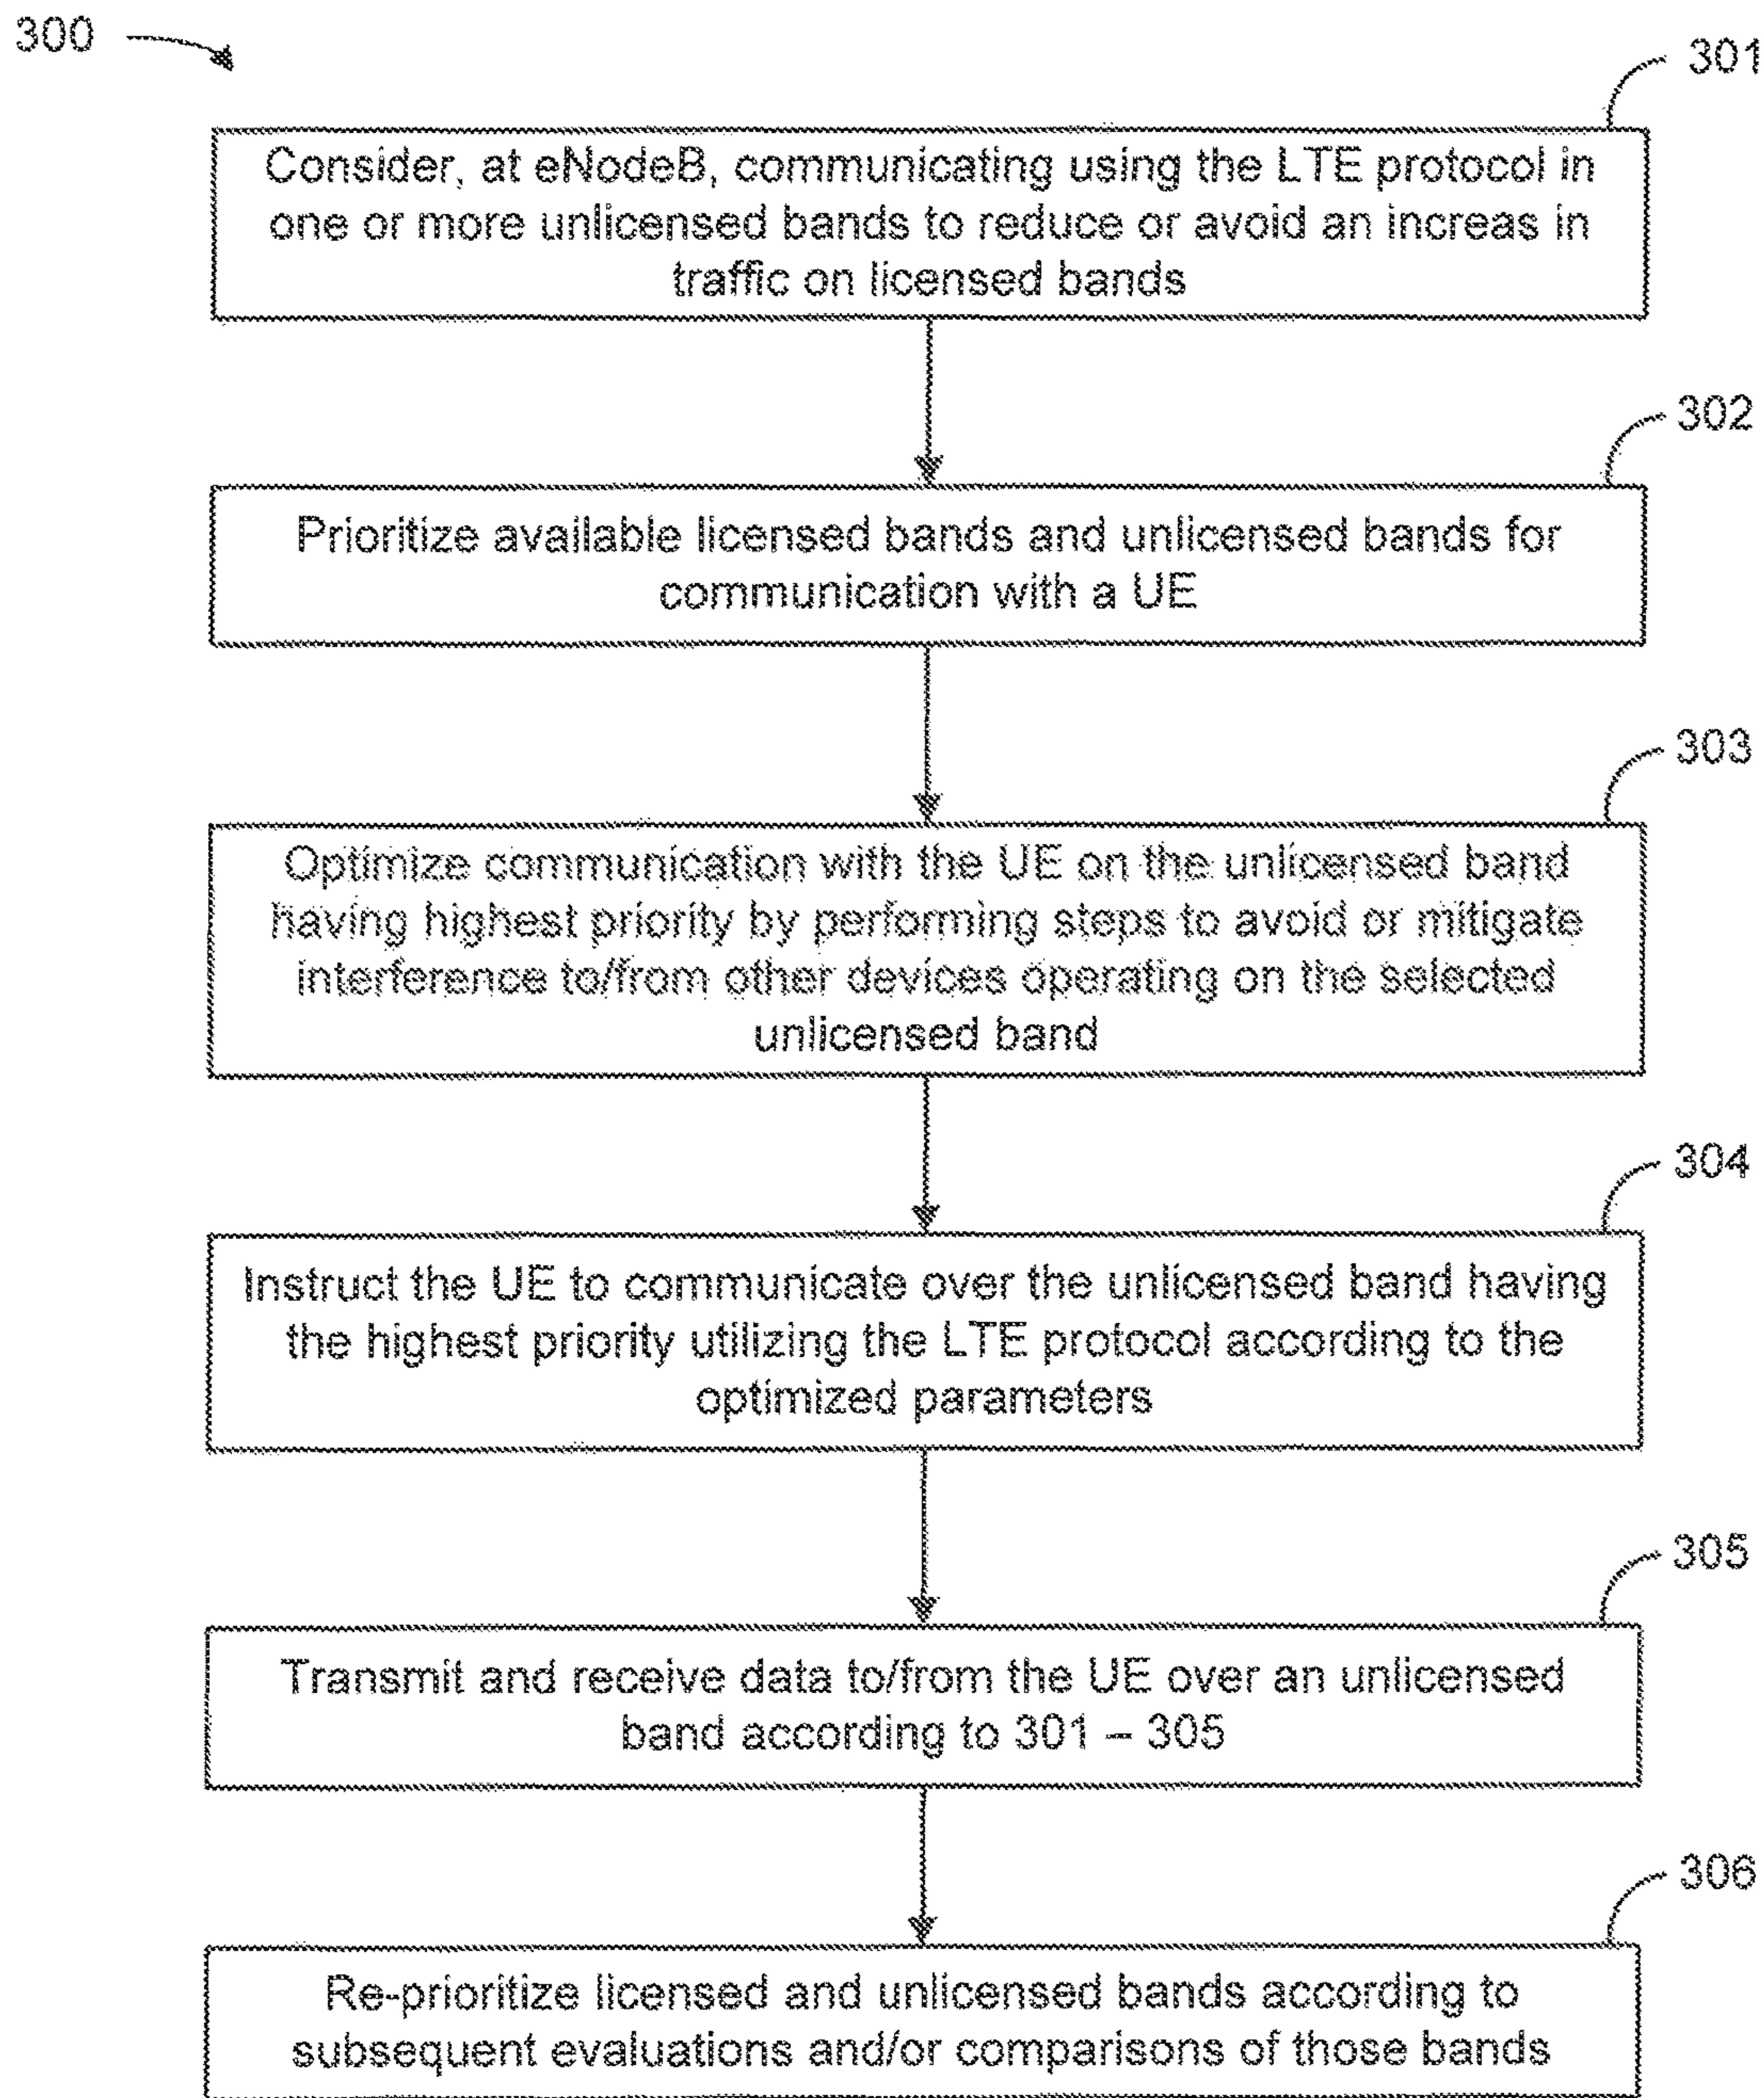 300
301
Consider, at eNodeB, communicating using the LTE protocol in
one or more unlicensed bands to reduce or avoid an increas in
traffic on licensed bands
302
Prioritize available licensed bands and unlicensed bands for
communication with a UE
303
Optimize communication with the UE on the unlicensed band
having highest priority by performing steps to avoid or mitigate
interference to/from other devices operating on the selected
unlicensed band
304
Instruct the UE to communicate over the unlicensed band having
the highest priority utilizing the LTE protocol according to the
optimized parameters
305
Transmit and receive data to/from the UE over an unlicensed
band according to 301 – 305
306
Re-prioritize licensed and unlicensed bands according to
subsequent evaluations and/or comparisons of those bands